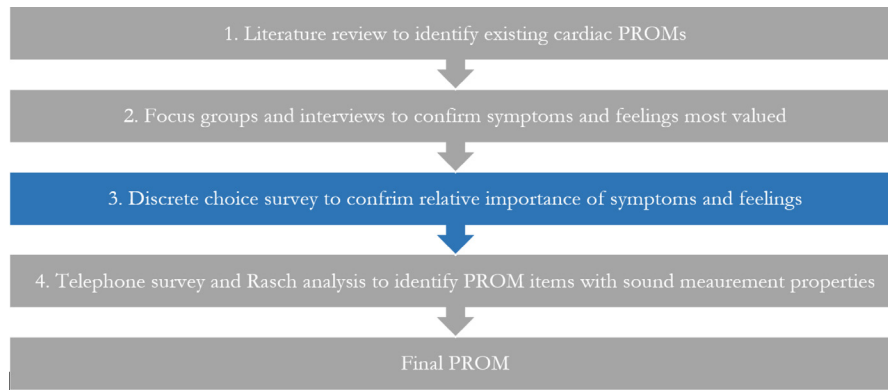 1. Literature review to identify existing cardiac PROMs
2. Focus groups and interviews to confirm symptoms and feelings most valued
3. Discrete choice survey to confrim relative importance of symptoms and feelings
4. Telephone survey and Rasch analysis to identify PROM items with sound meaurement properties
Final PROM